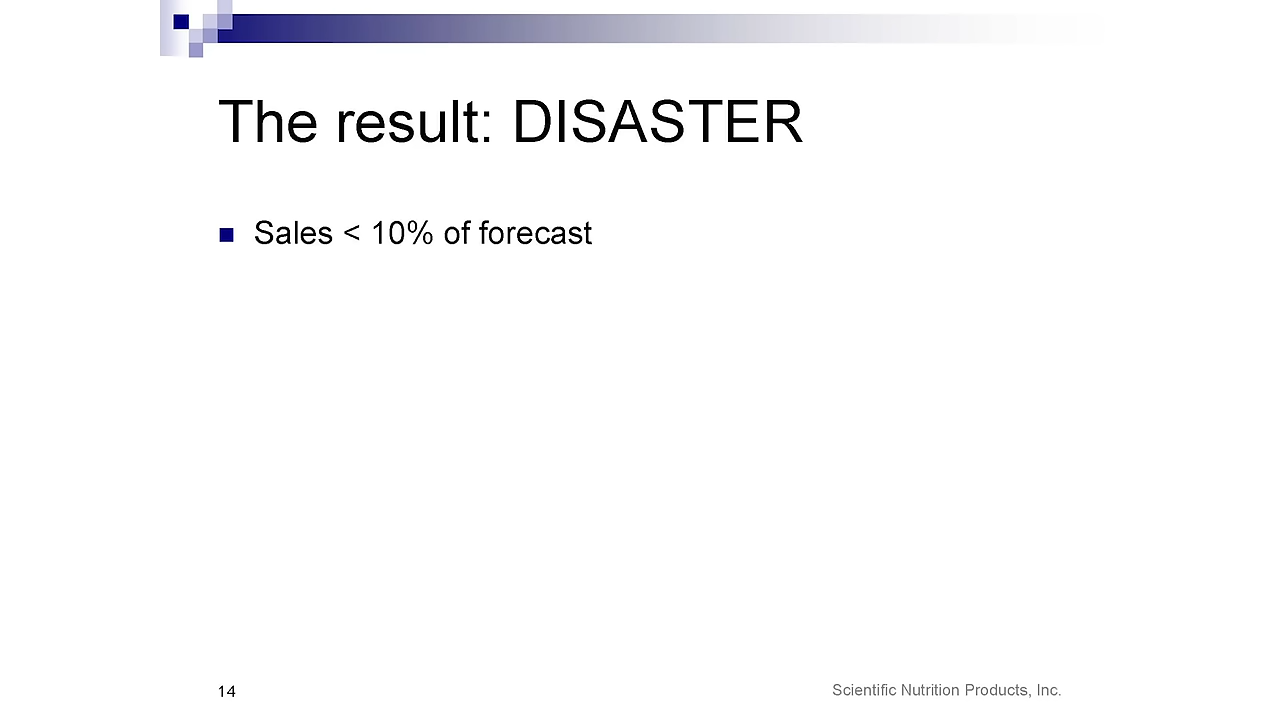 The result: DISASTER
Sales < 10% of forecast
14
Scientific Nutrition Products, Inc.